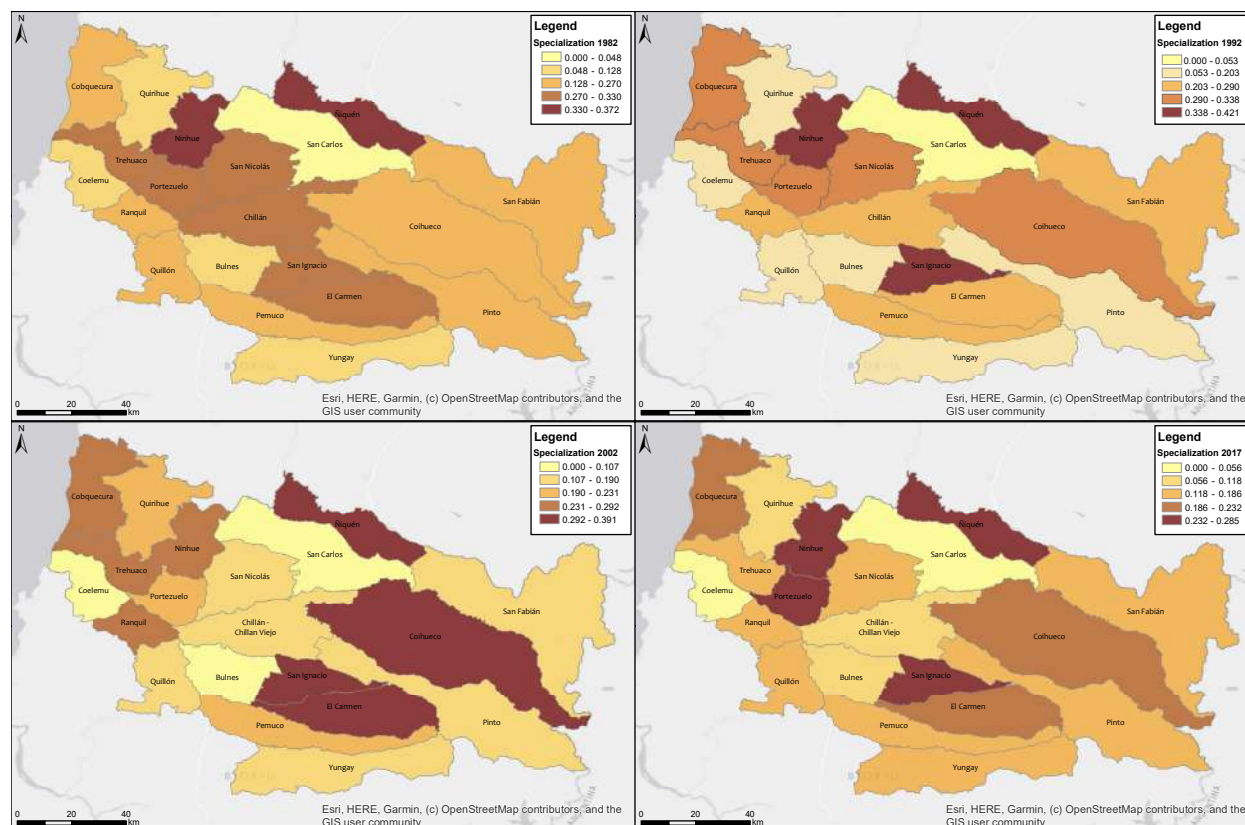 N
Legend
Specialization 1982
0.000 - 0.048
0.048 - 0.128
0.128 - 0.270
0.270 - 0.330
0.330 - 0.372
Cobquecura
Quirihue
Ninhue
Ñiquén
San Carlos
Trehuaco
San Nicolás
Coelemu
Portezuelo
San Fabián
Ranquil
Chillán
Coihueco
Quillón
Bulnes
San Ignacio
El Carmen
Pemuco
Pinto
Yungay
0 20 40
km
Esri, HERE, Garmin, (c) OpenStreetMap contributors, and the
GIS user community
N
Legend
Specialization 1992
0.000 - 0.053
0.053 - 0.203
0.203 - 0.290
0.290 - 0.338
0.338 - 0.421
Cobquecura
Quirihue
Ninhue
Ñiquén
San Carlos
Trehuaco
San Nicolás
Coelemu
Portezuelo
San Fabián
Ranquil
Chillán
Coihueco
Quillón
Bulnes
San Ignacio
El Carmen
Pemuco
Pinto
Yungay
ARGENTINA
0 20 40
km
Esri, HERE, Garmin, (c) OpenStreetMap contributors, and the
GIS user community
N
Legend
Specialization 2002
0.000 - 0.107
0.107 - 0.190
0.190 - 0.231
0.231 - 0.292
0.292 - 0.391
Cobquecura
Quirihue
Ninhue
Ñiquén
San Carlos
Trehuaco
San Nicolás
Coelemu
Portezuelo
San Fabián
Ranquil
Chillán -
Chillan Viejo
Coihueco
Quillón
Bulnes
San Ignacio
El Carmen
Pemuco
Pinto
Yungay
0 20 40
km
Esri, HERE, Garmin, (c) OpenStreetMap contributors, and the
GIS user community
N
Legend
Specialization 2017
0.000 - 0.056
0.056 - 0.118
0.118 - 0.186
0.186 - 0.232
0.232 - 0.285
Cobquecura
Quirihue
Ninhue
Ñiquén
San Carlos
Trehuaco
San Nicolás
Coelemu
Portezuelo
San Fabián
Ranquil
Chillán -
Chillan Viejo
Coihueco
Quillón
Bulnes
San Ignacio
El Carmen
Pemuco
Pinto
Yungay
0 20 40
km
Esri, HERE, Garmin, (c) OpenStreetMap contributors, and the
GIS user community